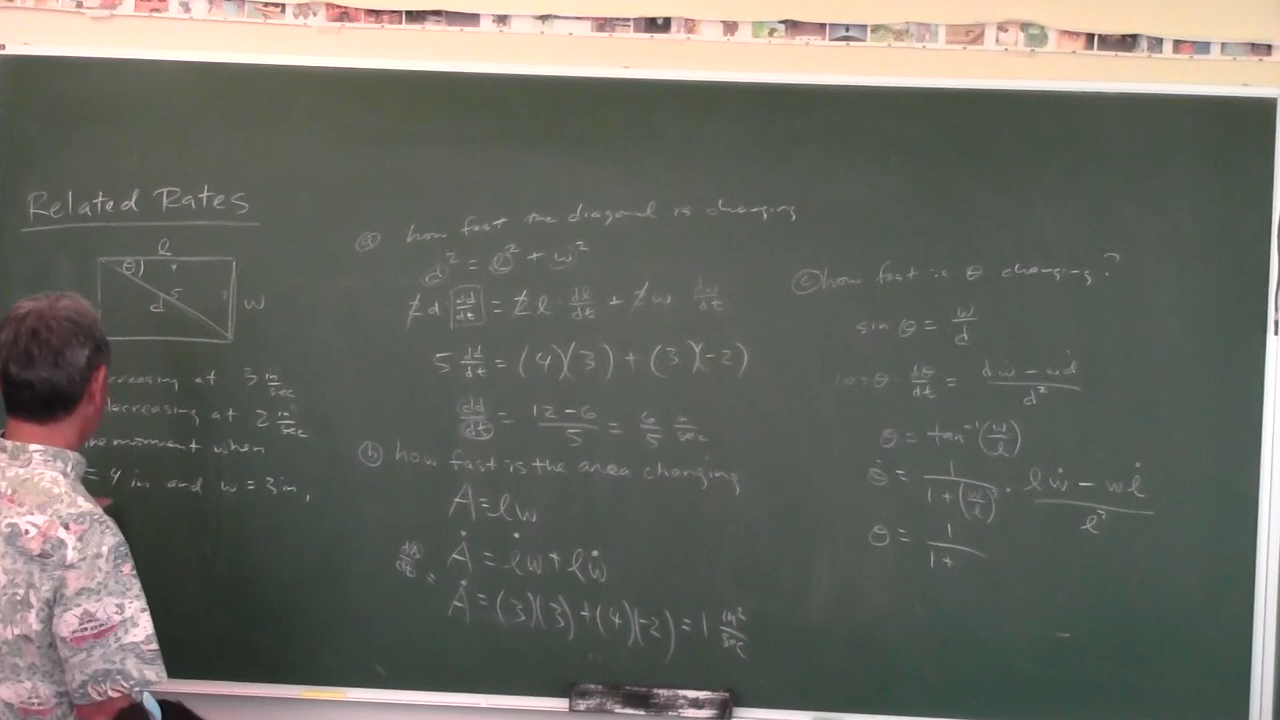 Related Rates
l
θ
5
d
w
creasing at 3 in/sec
decreasing at 2 in/sec
the moment when
= 4 in and w = 3 in,
(a) how fast the diagonal is changing
d² = l² + w²
2d dd/dt = 2l · dl/dt + 2w dw/dt
5 dd/dt = (4)(3) + (3)(-2)
dd/dt = 12-6/5 = 6/5 in/sec
(b) how fast is the area changing
A = lw
dA/dt = Ȧ = l̇w + lẇ
Ȧ = (3)(3) + (4)(-2) = 1 in²/sec
(c) how fast is θ changing?
sin θ = w/d
cos θ · dθ/dt = dẇ - wḋ/d²
θ = tan⁻¹(w/l)
θ̇ = 1/1+(w/l)² · lẇ - wl̇/l²
θ̇ = 1/1+